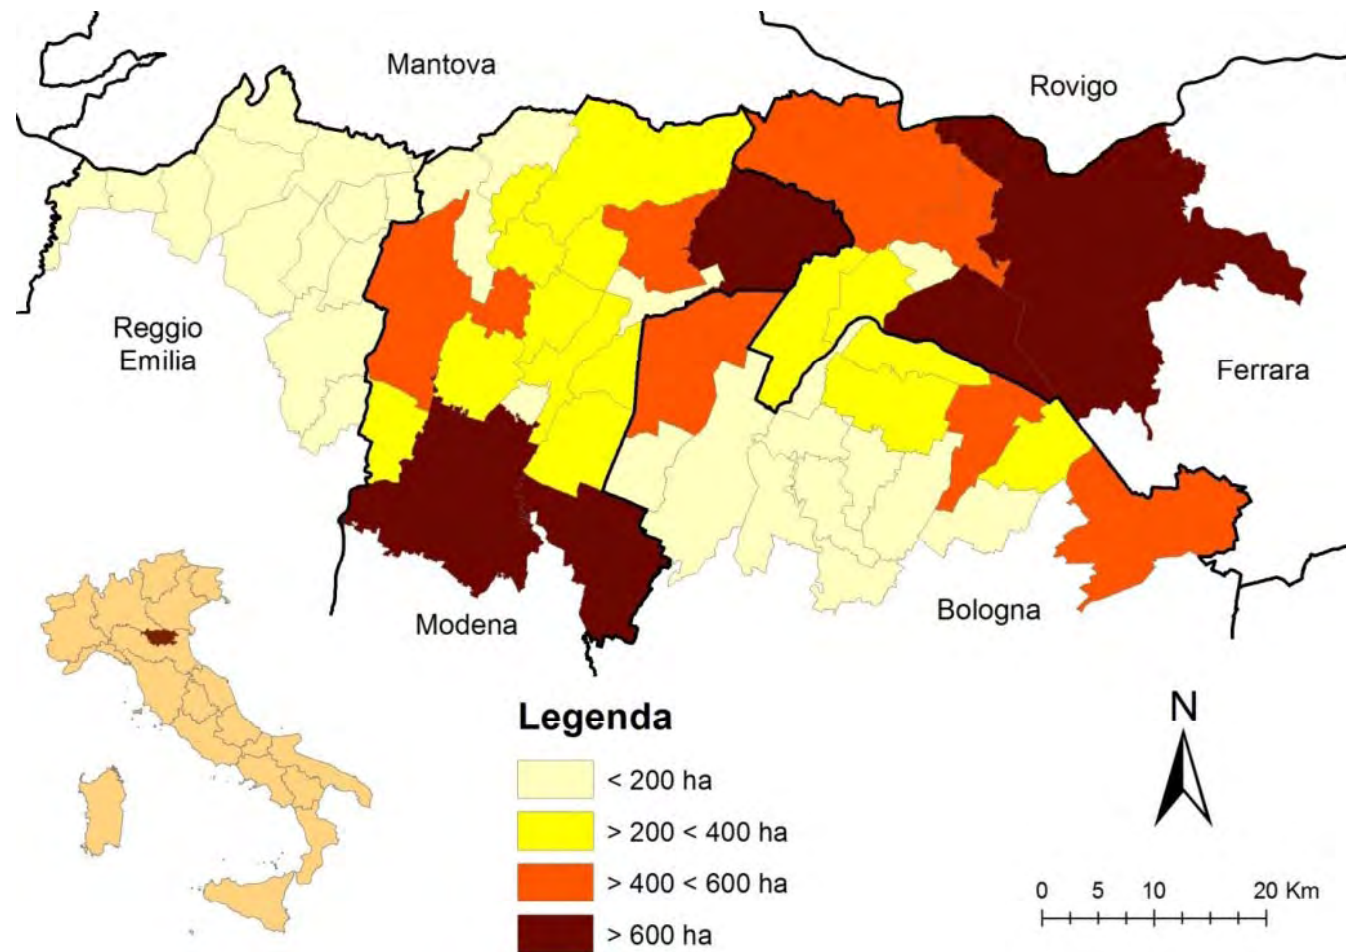 Mantova
Rovigo
Reggio
Emilia
Ferrara
Modena
Bologna
Legenda
< 200 ha
> 200 < 400 ha
> 400 < 600 ha
> 600 ha
N
0 5 10 20 Km